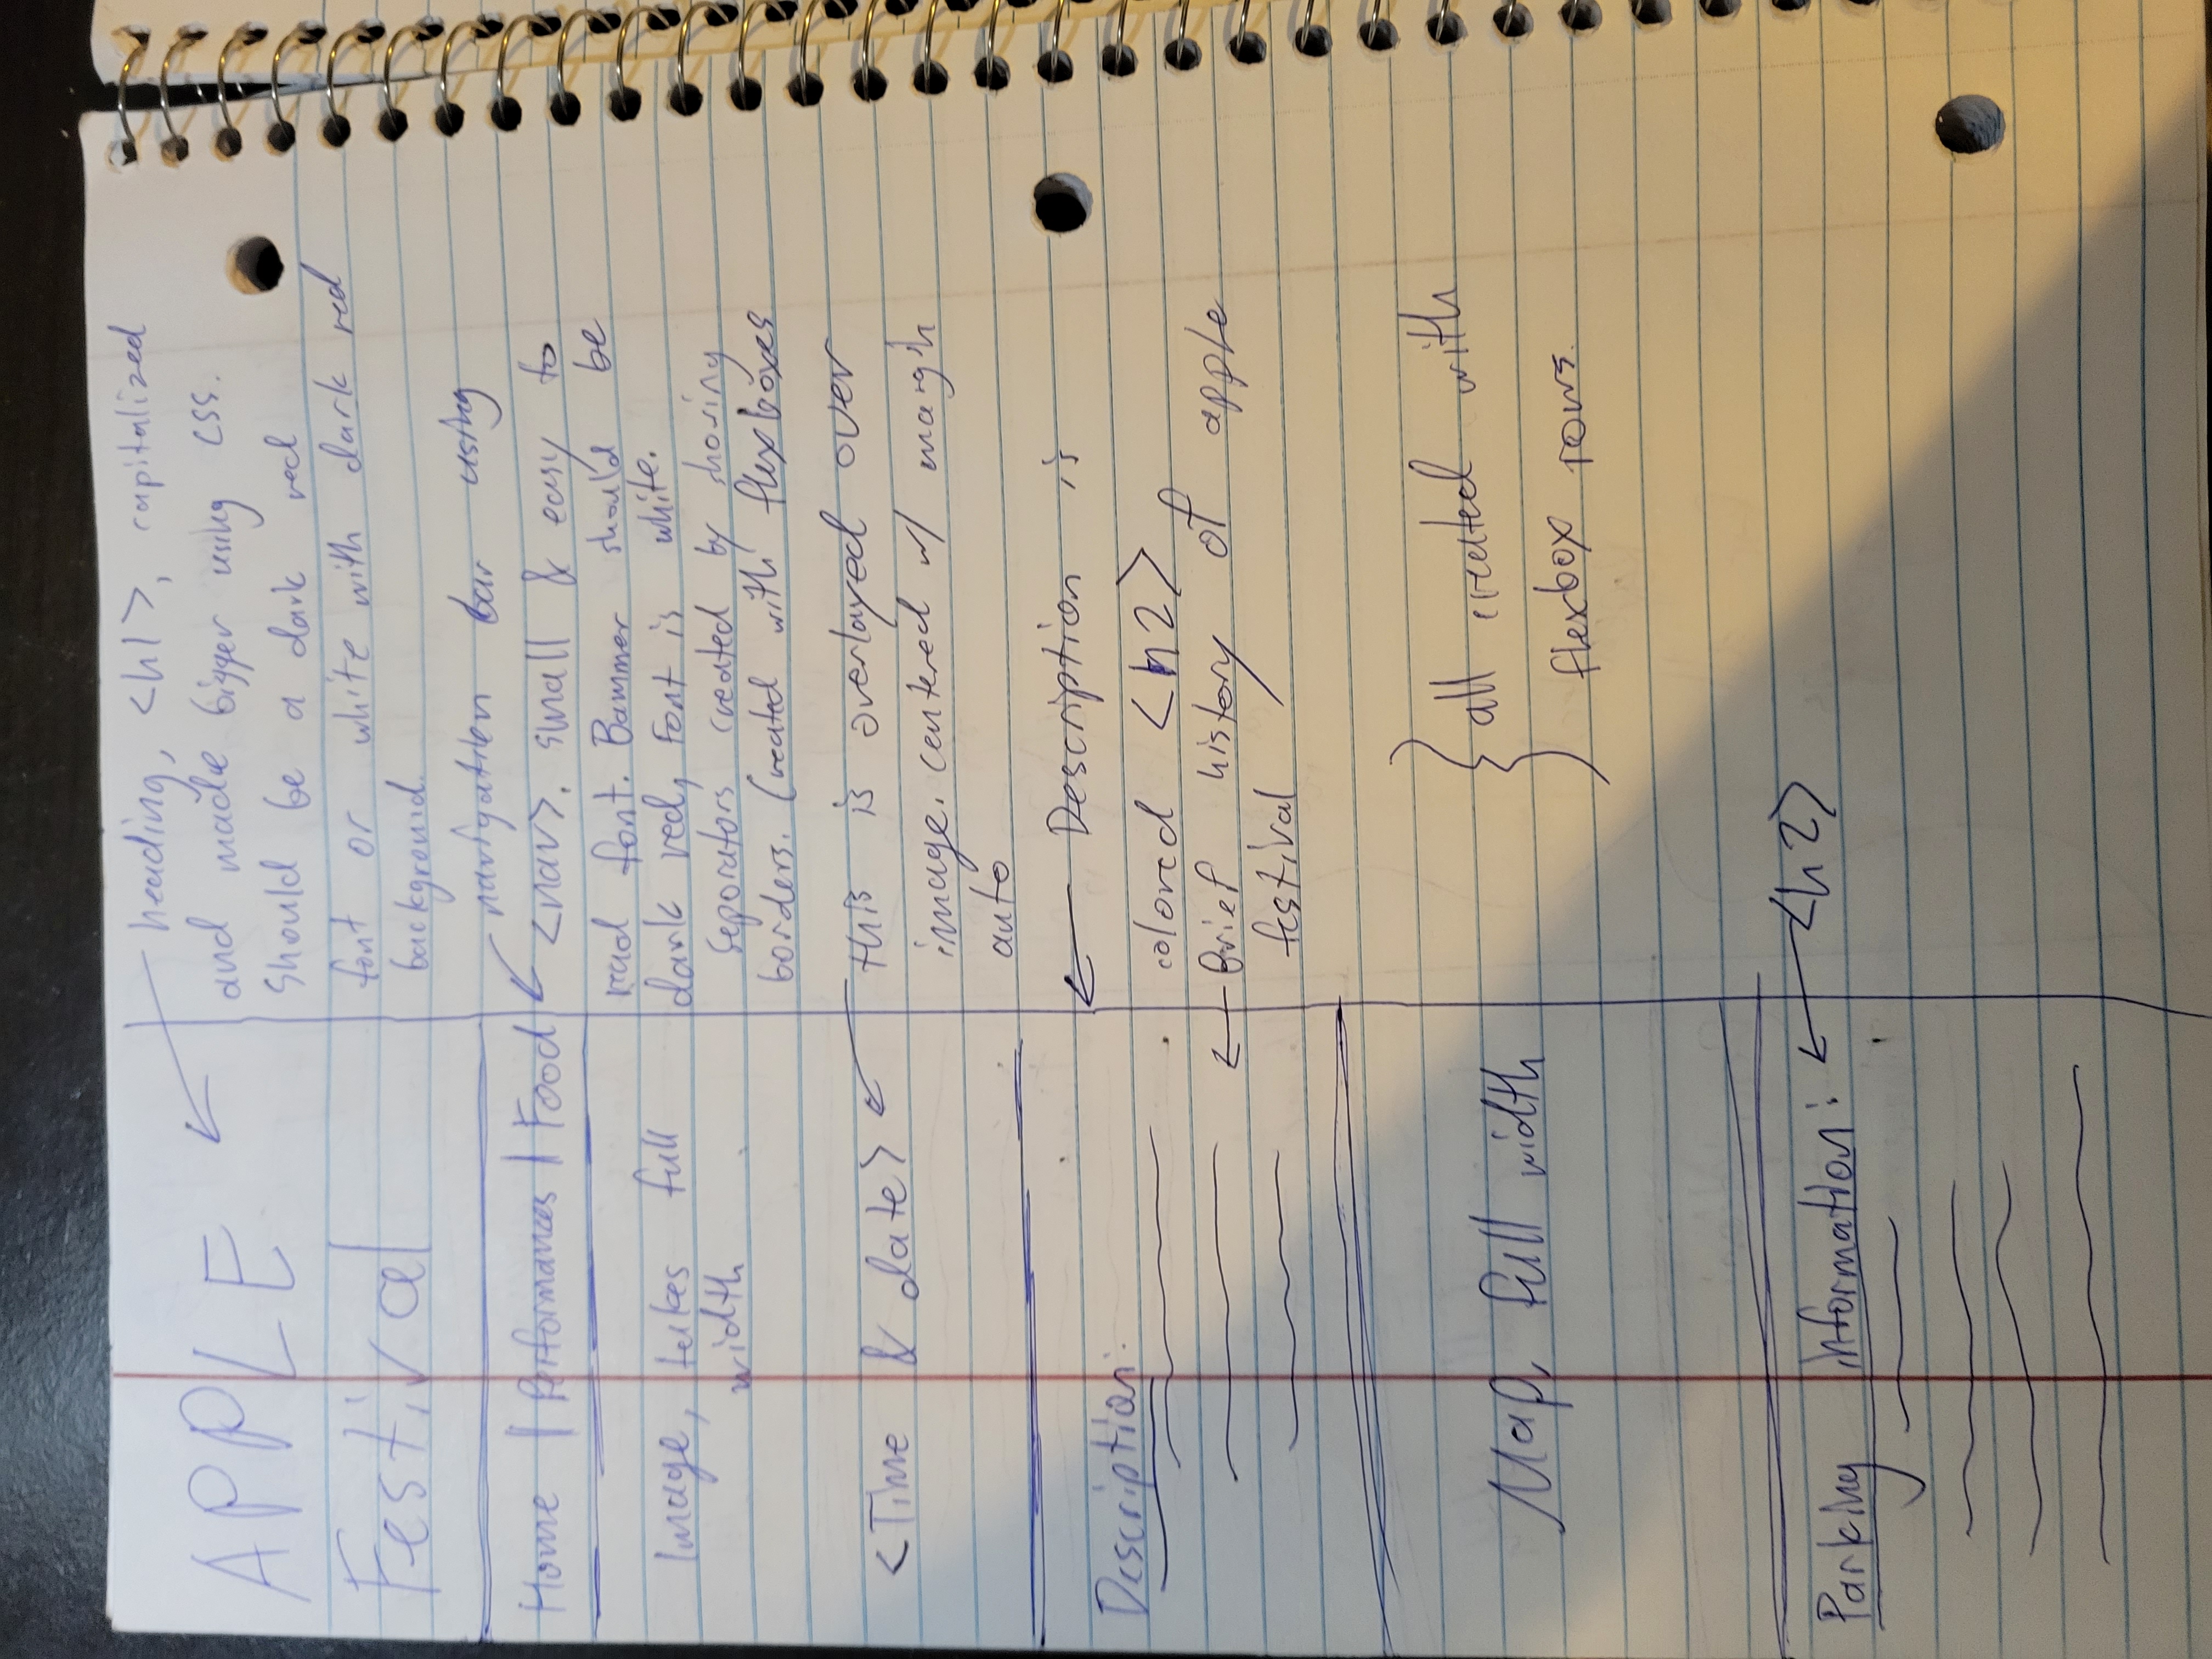 APPLE
Festival
heading, <h1>, capitalized
and made bigger using css.
Should be a dark red
font or white with dark red
background.
Home | Performances | Food
navigation bar using
<nav>. small & easy to
read font. Bammer should be
dark red, Font is white.
Seporators created by showing
borders. Created with flexboxes
Image, takes full
width
<Time & date>
this is overlayed over
image. centered w/ margin
auto
Description:
Description is
colored <h2>
Brief history of apple
festival
Map, full width
all created with
flexbox rows.
Parking information:
<h2>